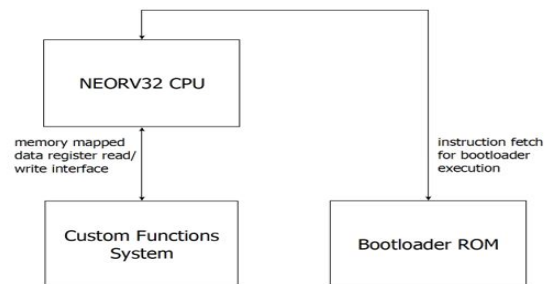 NEORV32 CPU
memory mapped
data register read/
write interface
instruction fetch
for bootloader
execution
Custom Functions
System
Bootloader ROM